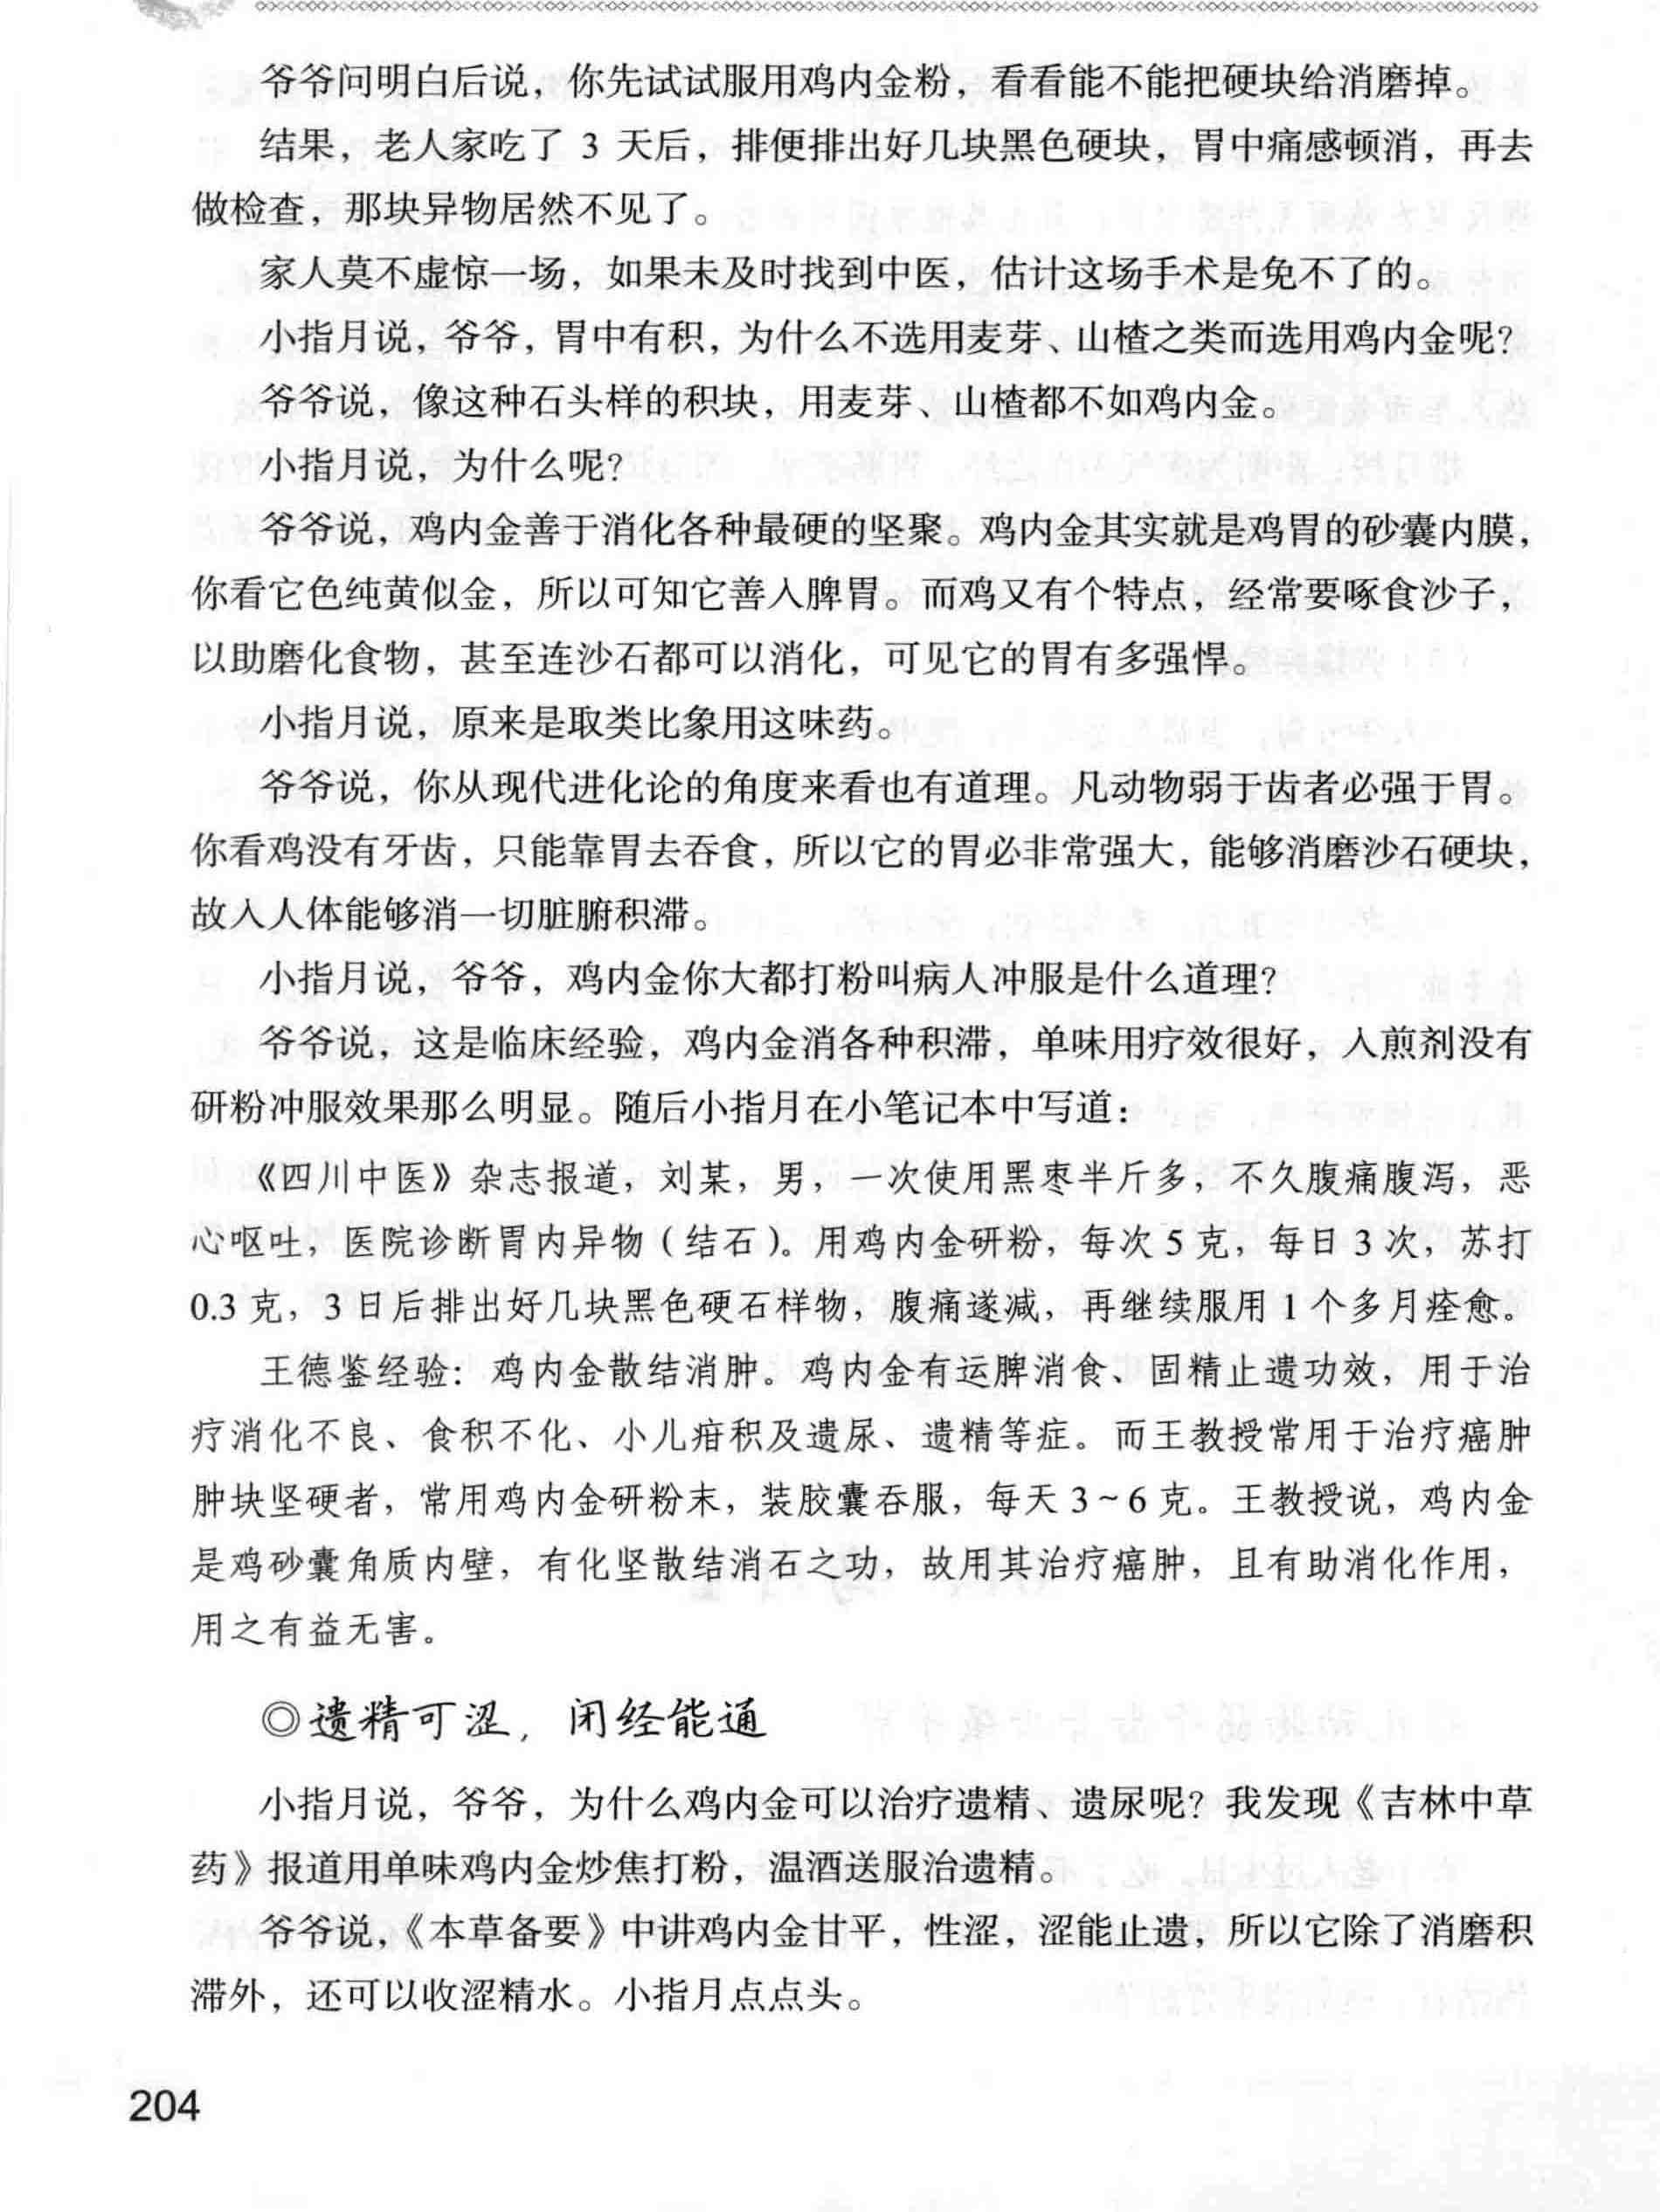 爷爷问明白后说，你先试试服用鸡内金粉，看看能不能把硬块给消磨掉。
结果，老人家吃了 3 天后，排便排出好几块黑色硬块，胃中痛感顿消，再去
做检查，那块异物居然不见了。
家人莫不虚惊一场，如果未及时找到中医，估计这场手术是免不了的。
小指月说，爷爷，胃中有积，为什么不选用麦芽、山楂之类而选用鸡内金呢？
爷爷说，像这种石头样的积块，用麦芽、山楂都不如鸡内金。
小指月说，为什么呢？
爷爷说，鸡内金善于消化各种最硬的坚聚。鸡内金其实就是鸡胃的砂囊内膜，
你看它色纯黄似金，所以可知它善入脾胃。而鸡又有个特点，经常要啄食沙子，
以助磨化食物，甚至连沙石都可以消化，可见它的胃有多强悍。
小指月说，原来是取类比象用这味药。
爷爷说，你从现代进化论的角度来看也有道理。凡动物弱于齿者必强于胃。
你看鸡没有牙齿，只能靠胃去吞食，所以它的胃必非常强大，能够消磨沙石硬块，
故入人体能够消一切脏腑积滞。
小指月说，爷爷，鸡内金你大都打粉叫病人冲服是什么道理？
爷爷说，这是临床经验，鸡内金消各种积滞，单味用疗效很好，入煎剂没有
研粉冲服效果那么明显。随后小指月在小笔记本中写道：
《四川中医》杂志报道，刘某，男，一次使用黑枣半斤多，不久腹痛腹泻，恶
心呕吐，医院诊断胃内异物（结石）。用鸡内金研粉，每次 5 克，每日 3 次，苏打
0.3 克，3 日后排出好几块黑色硬石样物，腹痛遂减，再继续服用 1 个多月痊愈。
王德鉴经验：鸡内金散结消肿。鸡内金有运脾消食、固精止遗功效，用于治
疗消化不良、食积不化、小儿疳积及遗尿、遗精等症。而王教授常用于治疗癌肿
肿块坚硬者，常用鸡内金研粉末，装胶囊吞服，每天 3～6 克。王教授说，鸡内金
是鸡砂囊角质内壁，有化坚散结消石之功，故用其治疗癌肿，且有助消化作用，
用之有益无害。
◎遗精可涩，闭经能通
小指月说，爷爷，为什么鸡内金可以治疗遗精、遗尿呢？我发现《吉林中草
药》报道用单味鸡内金炒焦打粉，温酒送服治遗精。
爷爷说，《本草备要》中讲鸡内金甘平，性涩，涩能止遗，所以它除了消磨积
滞外，还可以收涩精水。小指月点点头。
204